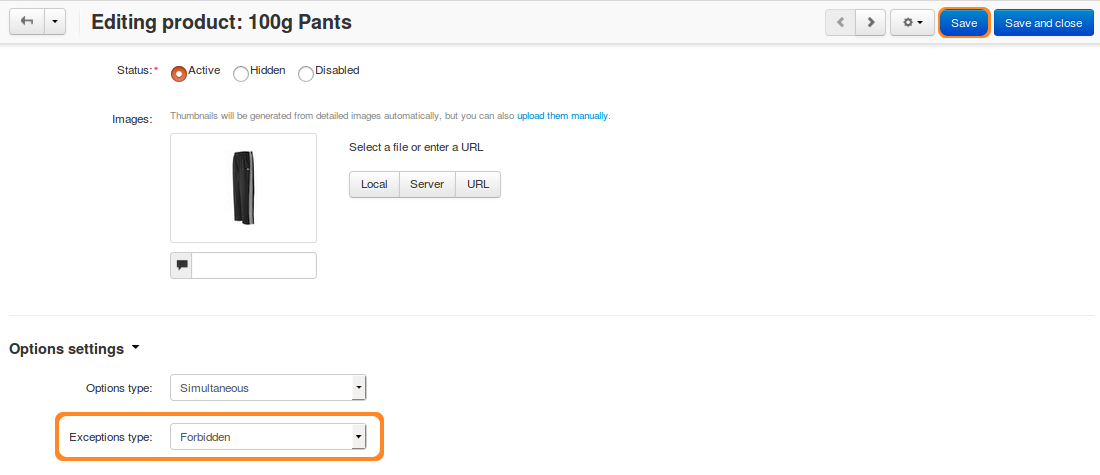 Editing product: 100g Pants
Save
Save and close
Status:*
Active
Hidden
Disabled
Images:
Thumbnails will be generated from detailed images automatically, but you can also upload them manually.
Select a file or enter a URL
Local
Server
URL
Options settings
Options type:
Simultaneous
Exceptions type:
Forbidden